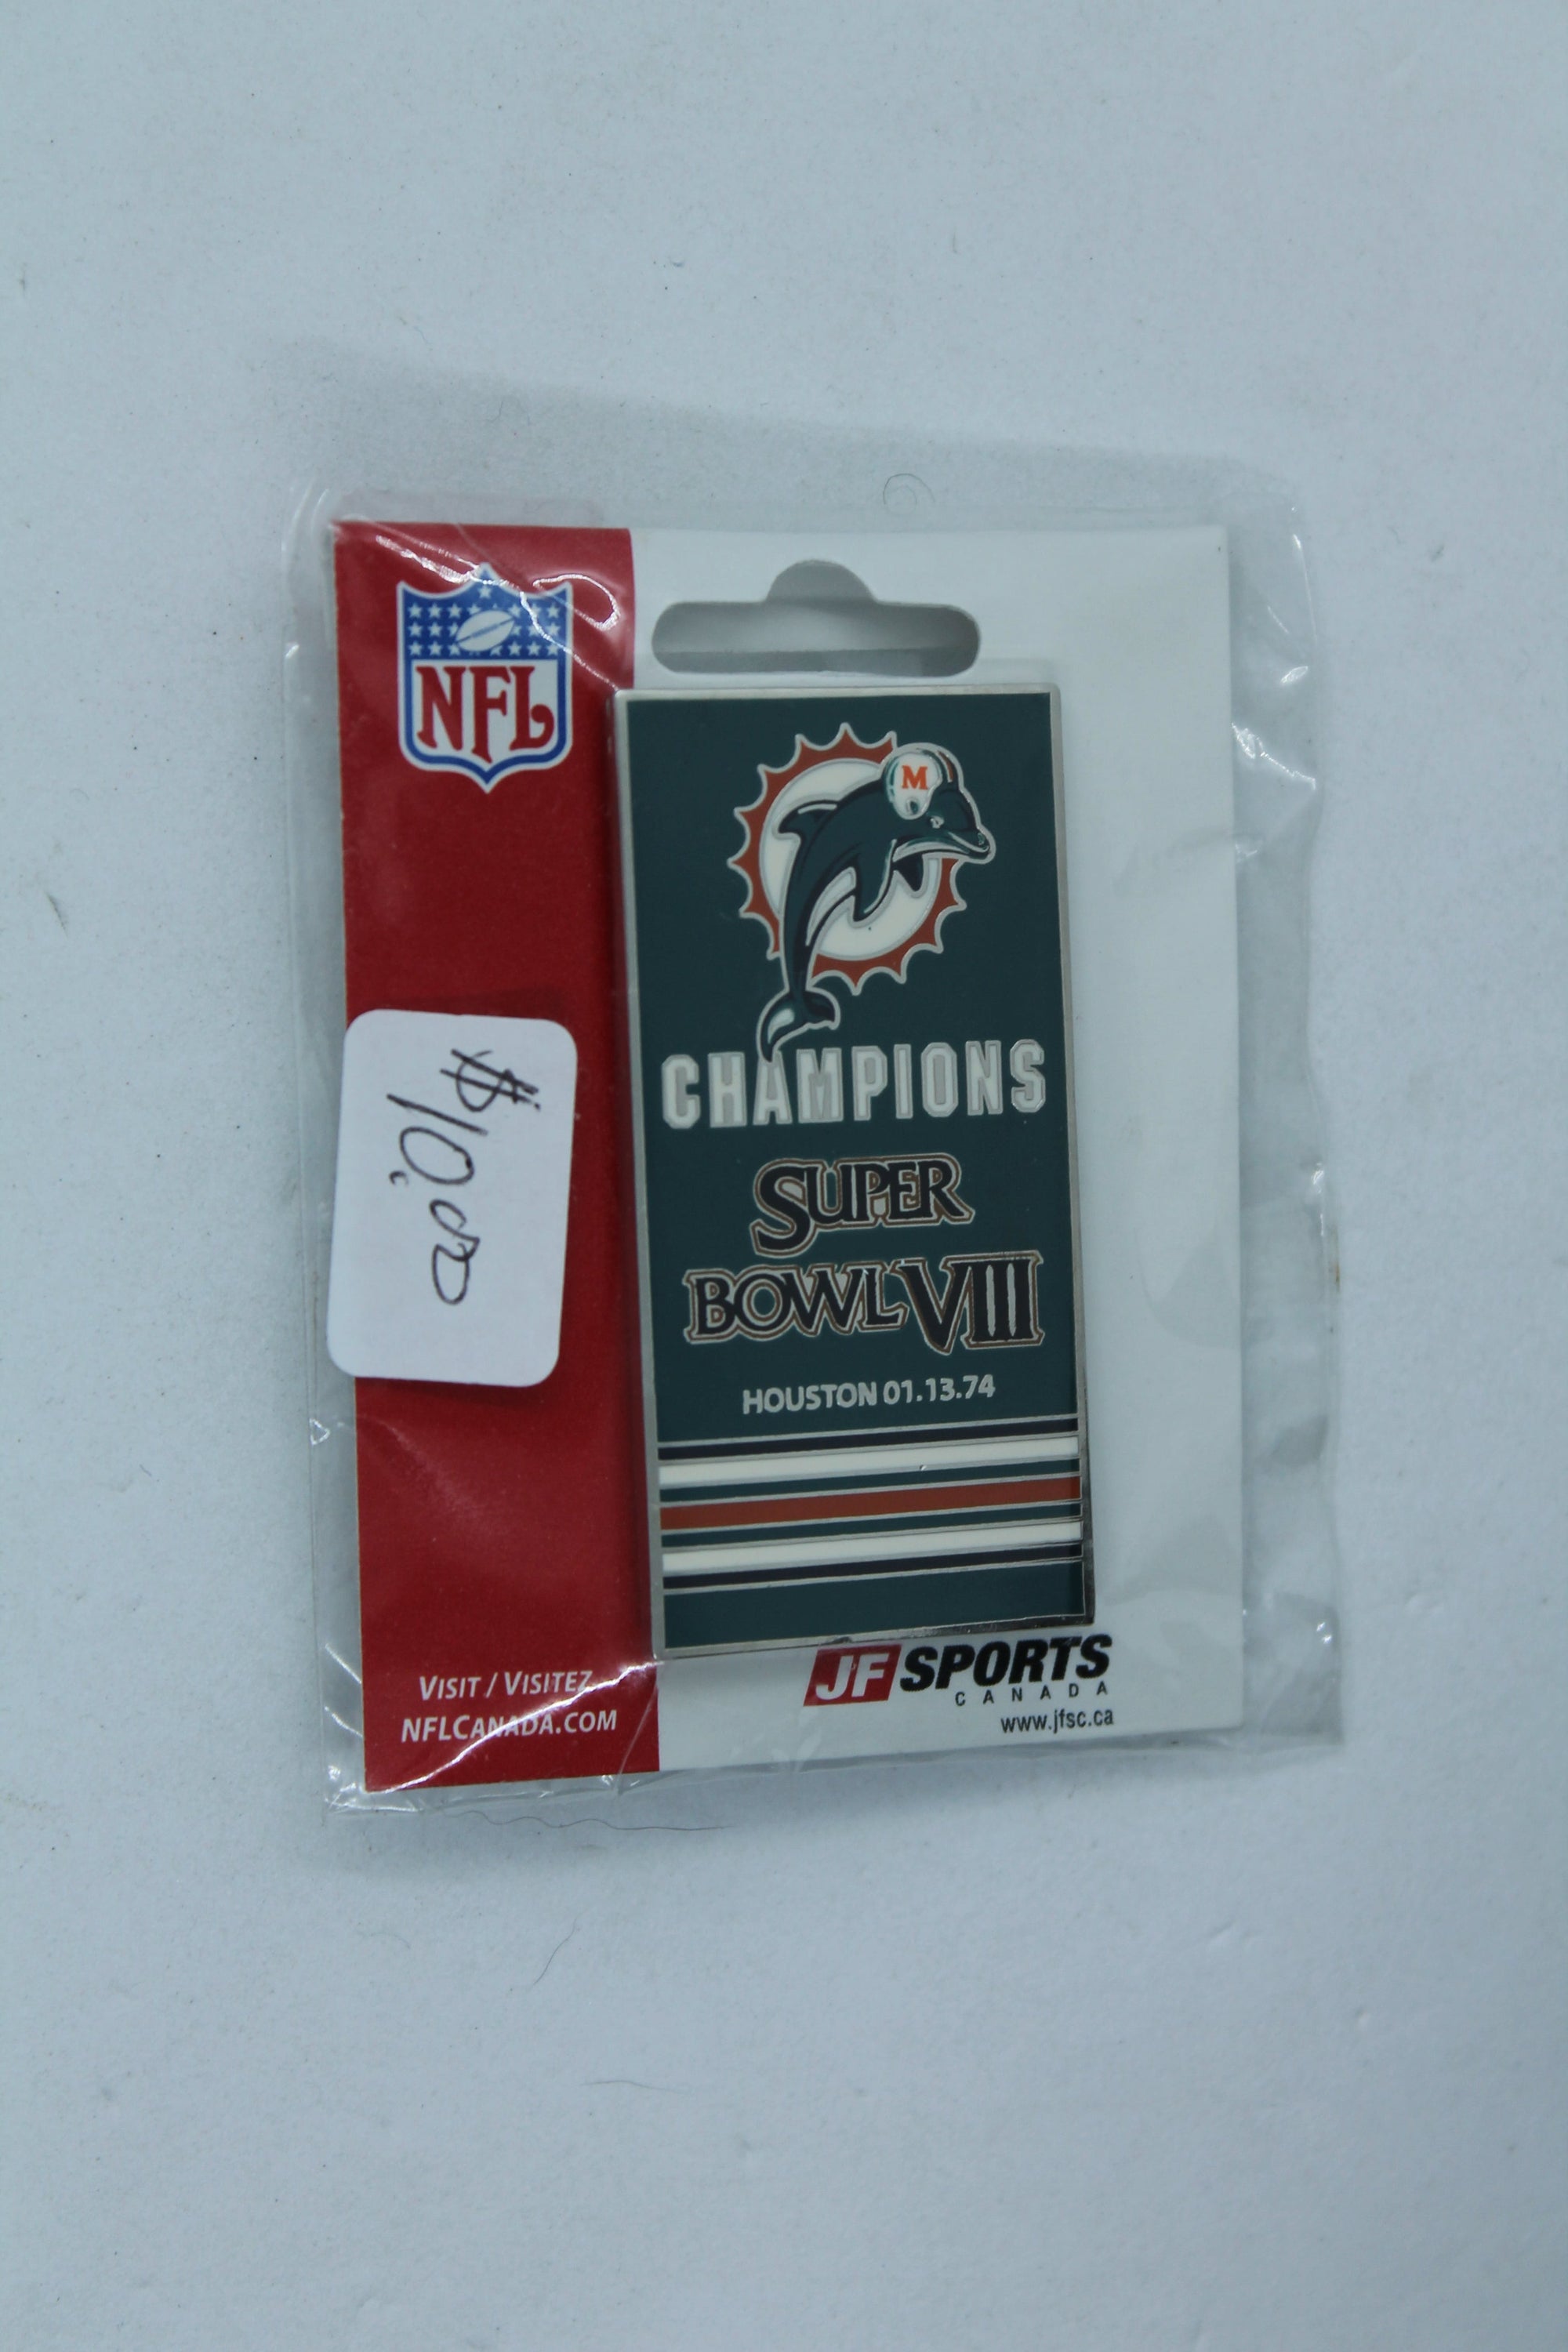 NFL
M
CHAMPIONS
SUPER
BOWL VIII
HOUSTON 01.13.74
$10.00
VISIT / VISITEZ
NFLCANADA.COM
JF SPORTS
CANADA
www.jfsc.ca